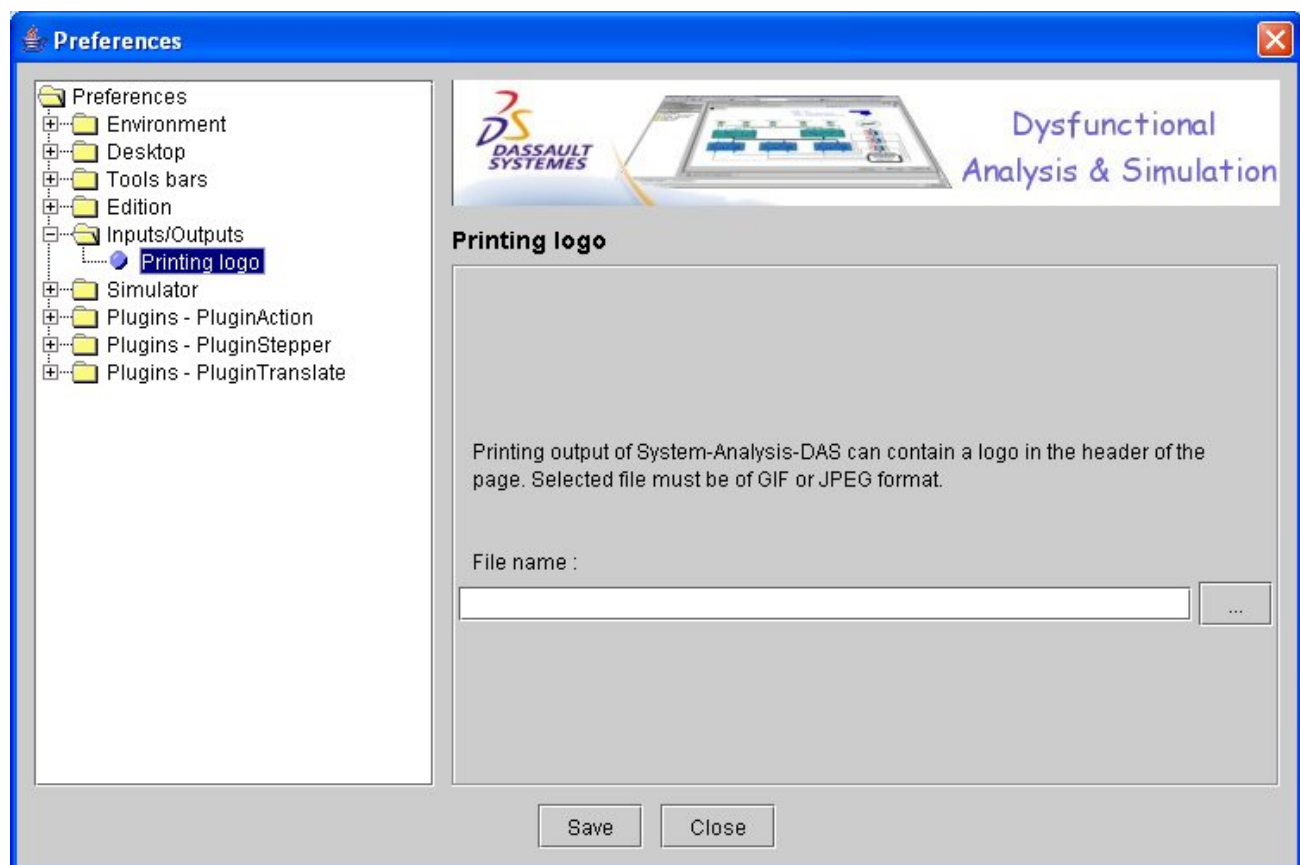 Preferences
Preferences
Environment
Desktop
Tools bars
Edition
Inputs/Outputs
Printing logo
Simulator
Plugins - PluginAction
Plugins - PluginStepper
Plugins - PluginTranslate
DASSAULT
SYSTEMES
Dysfunctional
Analysis & Simulation
Printing logo
Printing output of System-Analysis-DAS can contain a logo in the header of the
page. Selected file must be of GIF or JPEG format.
File name :
...
Save
Close